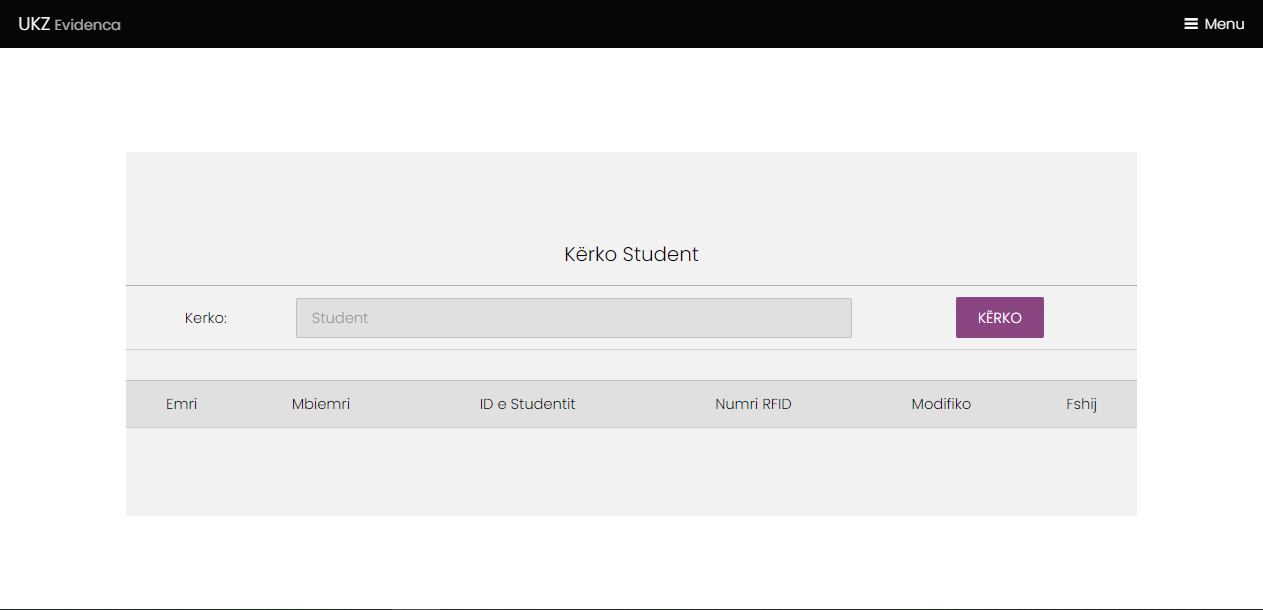 UKZ Evidenca
Menu
Kërko Student
Kerko:
Student
KËRKO
Emri Mbiemri ID e Studentit Numri RFID Modifiko Fshij